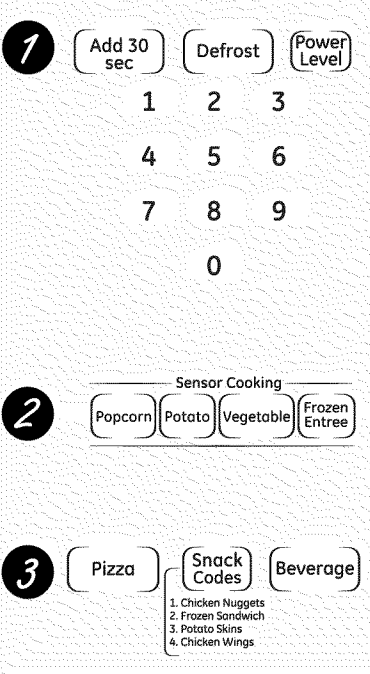 1 Add 30 sec Defrost Power Level
1 2 3
4 5 6
7 8 9
0
Sensor Cooking
2 Popcorn Potato Vegetable Frozen Entree
3 Pizza Snack Codes Beverage
1. Chicken Nuggets
2. Frozen Sandwich
3. Potato Skins
4. Chicken Wings